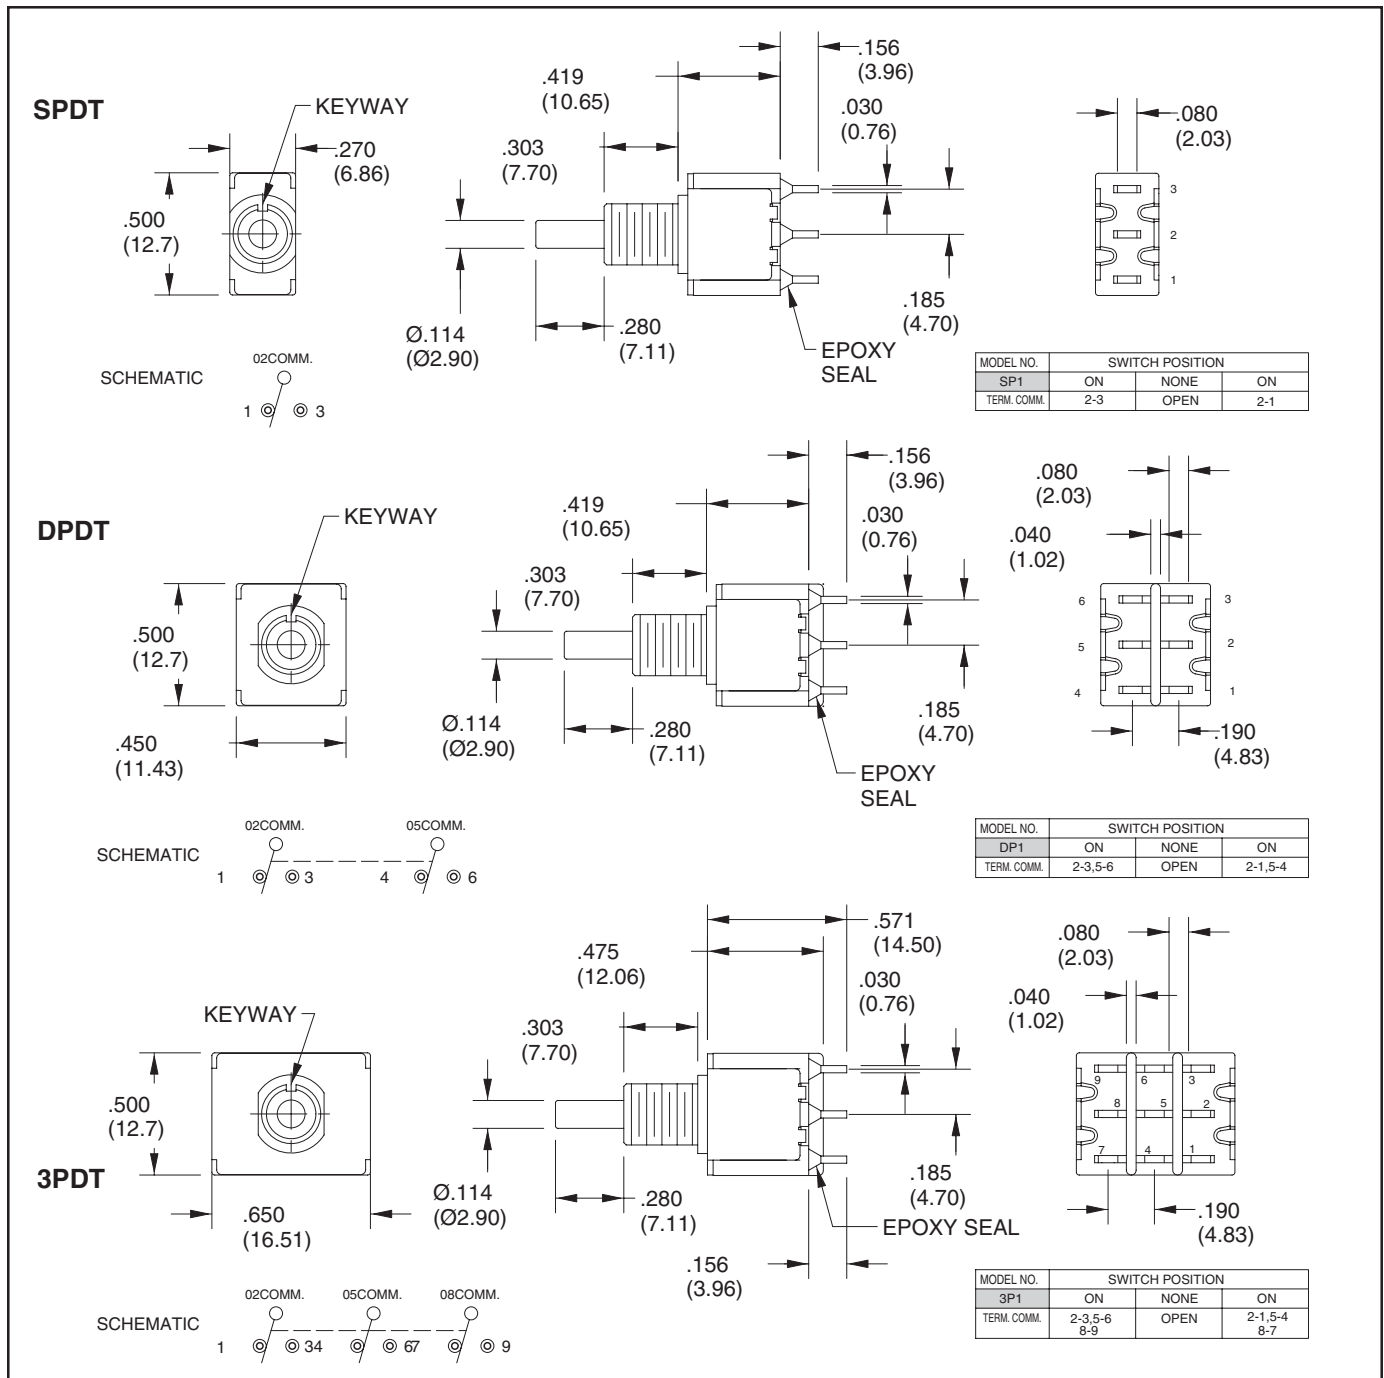 SPDT
KEYWAY
.270
(6.86)
.500
(12.7)
.419
(10.65)
.156
(3.96)
.303
(7.70)
.030
(0.76)
Ø.114
(Ø2.90)
.280
(7.11)
.185
(4.70)
EPOXY
SEAL
.080
(2.03)
3
2
1
SCHEMATIC
02COMM.
1 3
MODEL NO. SWITCH POSITION
SP1 ON NONE ON
TERM. COMM. 2-3 OPEN 2-1
DPDT
KEYWAY
.500
(12.7)
.450
(11.43)
.419
(10.65)
.156
(3.96)
.303
(7.70)
.030
(0.76)
Ø.114
(Ø2.90)
.280
(7.11)
.185
(4.70)
EPOXY
SEAL
.080
(2.03)
.040
(1.02)
6 3
5 2
4 1
.190
(4.83)
SCHEMATIC
02COMM. 05COMM.
1 3 4 6
MODEL NO. SWITCH POSITION
DP1 ON NONE ON
TERM. COMM. 2-3,5-6 OPEN 2-1,5-4
3PDT
KEYWAY
.500
(12.7)
.650
(16.51)
.475
(12.06)
.571
(14.50)
.303
(7.70)
.030
(0.76)
Ø.114
(Ø2.90)
.280
(7.11)
.185
(4.70)
EPOXY SEAL
.156
(3.96)
.080
(2.03)
.040
(1.02)
9 6 3
8 5 2
7 4 1
.190
(4.83)
SCHEMATIC
02COMM. 05COMM. 08COMM.
1 34 67 9
MODEL NO. SWITCH POSITION
3P1 ON NONE ON
TERM. COMM. 2-3,5-6 OPEN 2-1,5-4
8-9 8-7